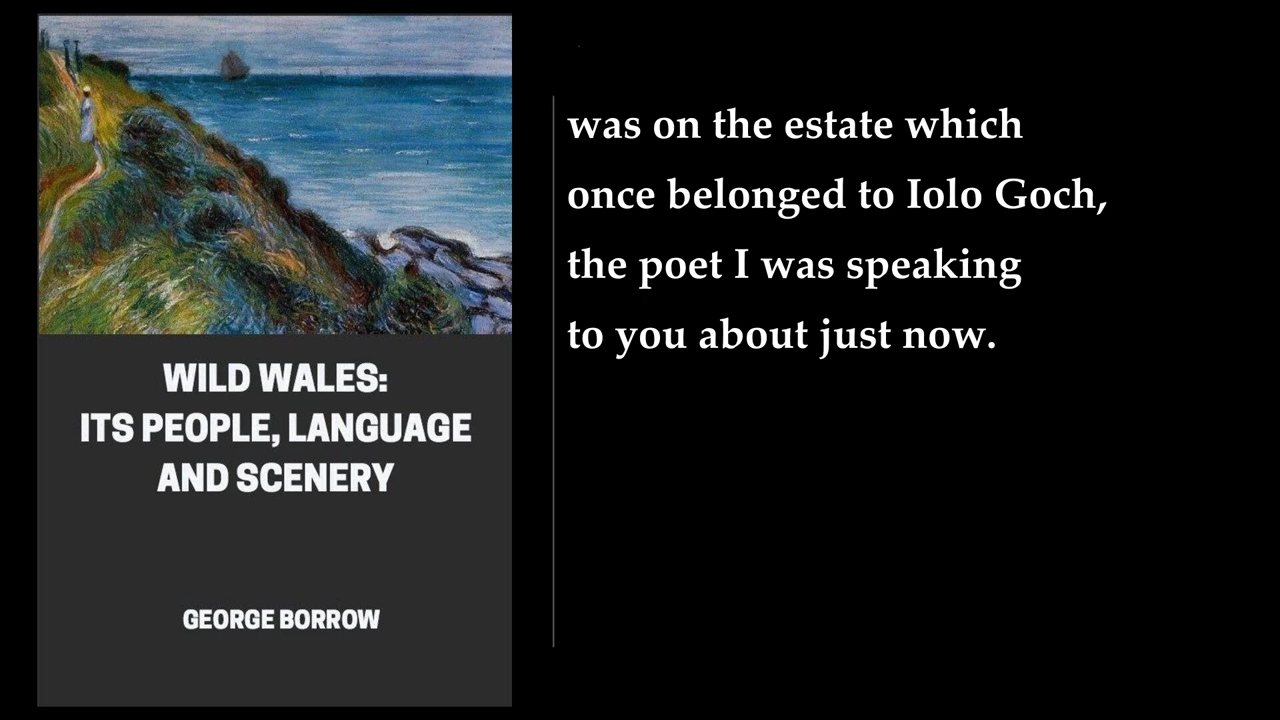 WILD WALES:
ITS PEOPLE, LANGUAGE
AND SCENERY
GEORGE BORROW
was on the estate which
once belonged to Iolo Goch,
the poet I was speaking
to you about just now.